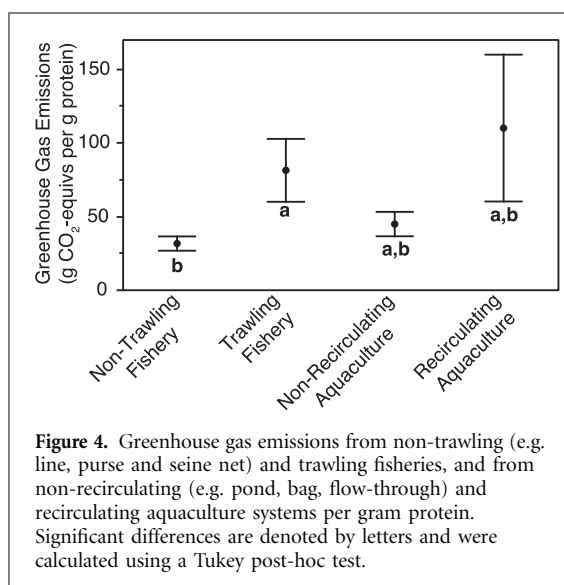 Greenhouse Gas Emissions
(g CO₂-equivs per g protein)
150
100
50
0
b
a
a,b
a,b
Non-Trawling
Fishery
Trawling
Fishery
Non-Recirculating
Aquaculture
Recirculating
Aquaculture
Figure 4. Greenhouse gas emissions from non-trawling (e.g.
line, purse and seine net) and trawling fisheries, and from
non-recirculating (e.g. pond, bag, flow-through) and
recirculating aquaculture systems per gram protein.
Significant differences are denoted by letters and were
calculated using a Tukey post-hoc test.